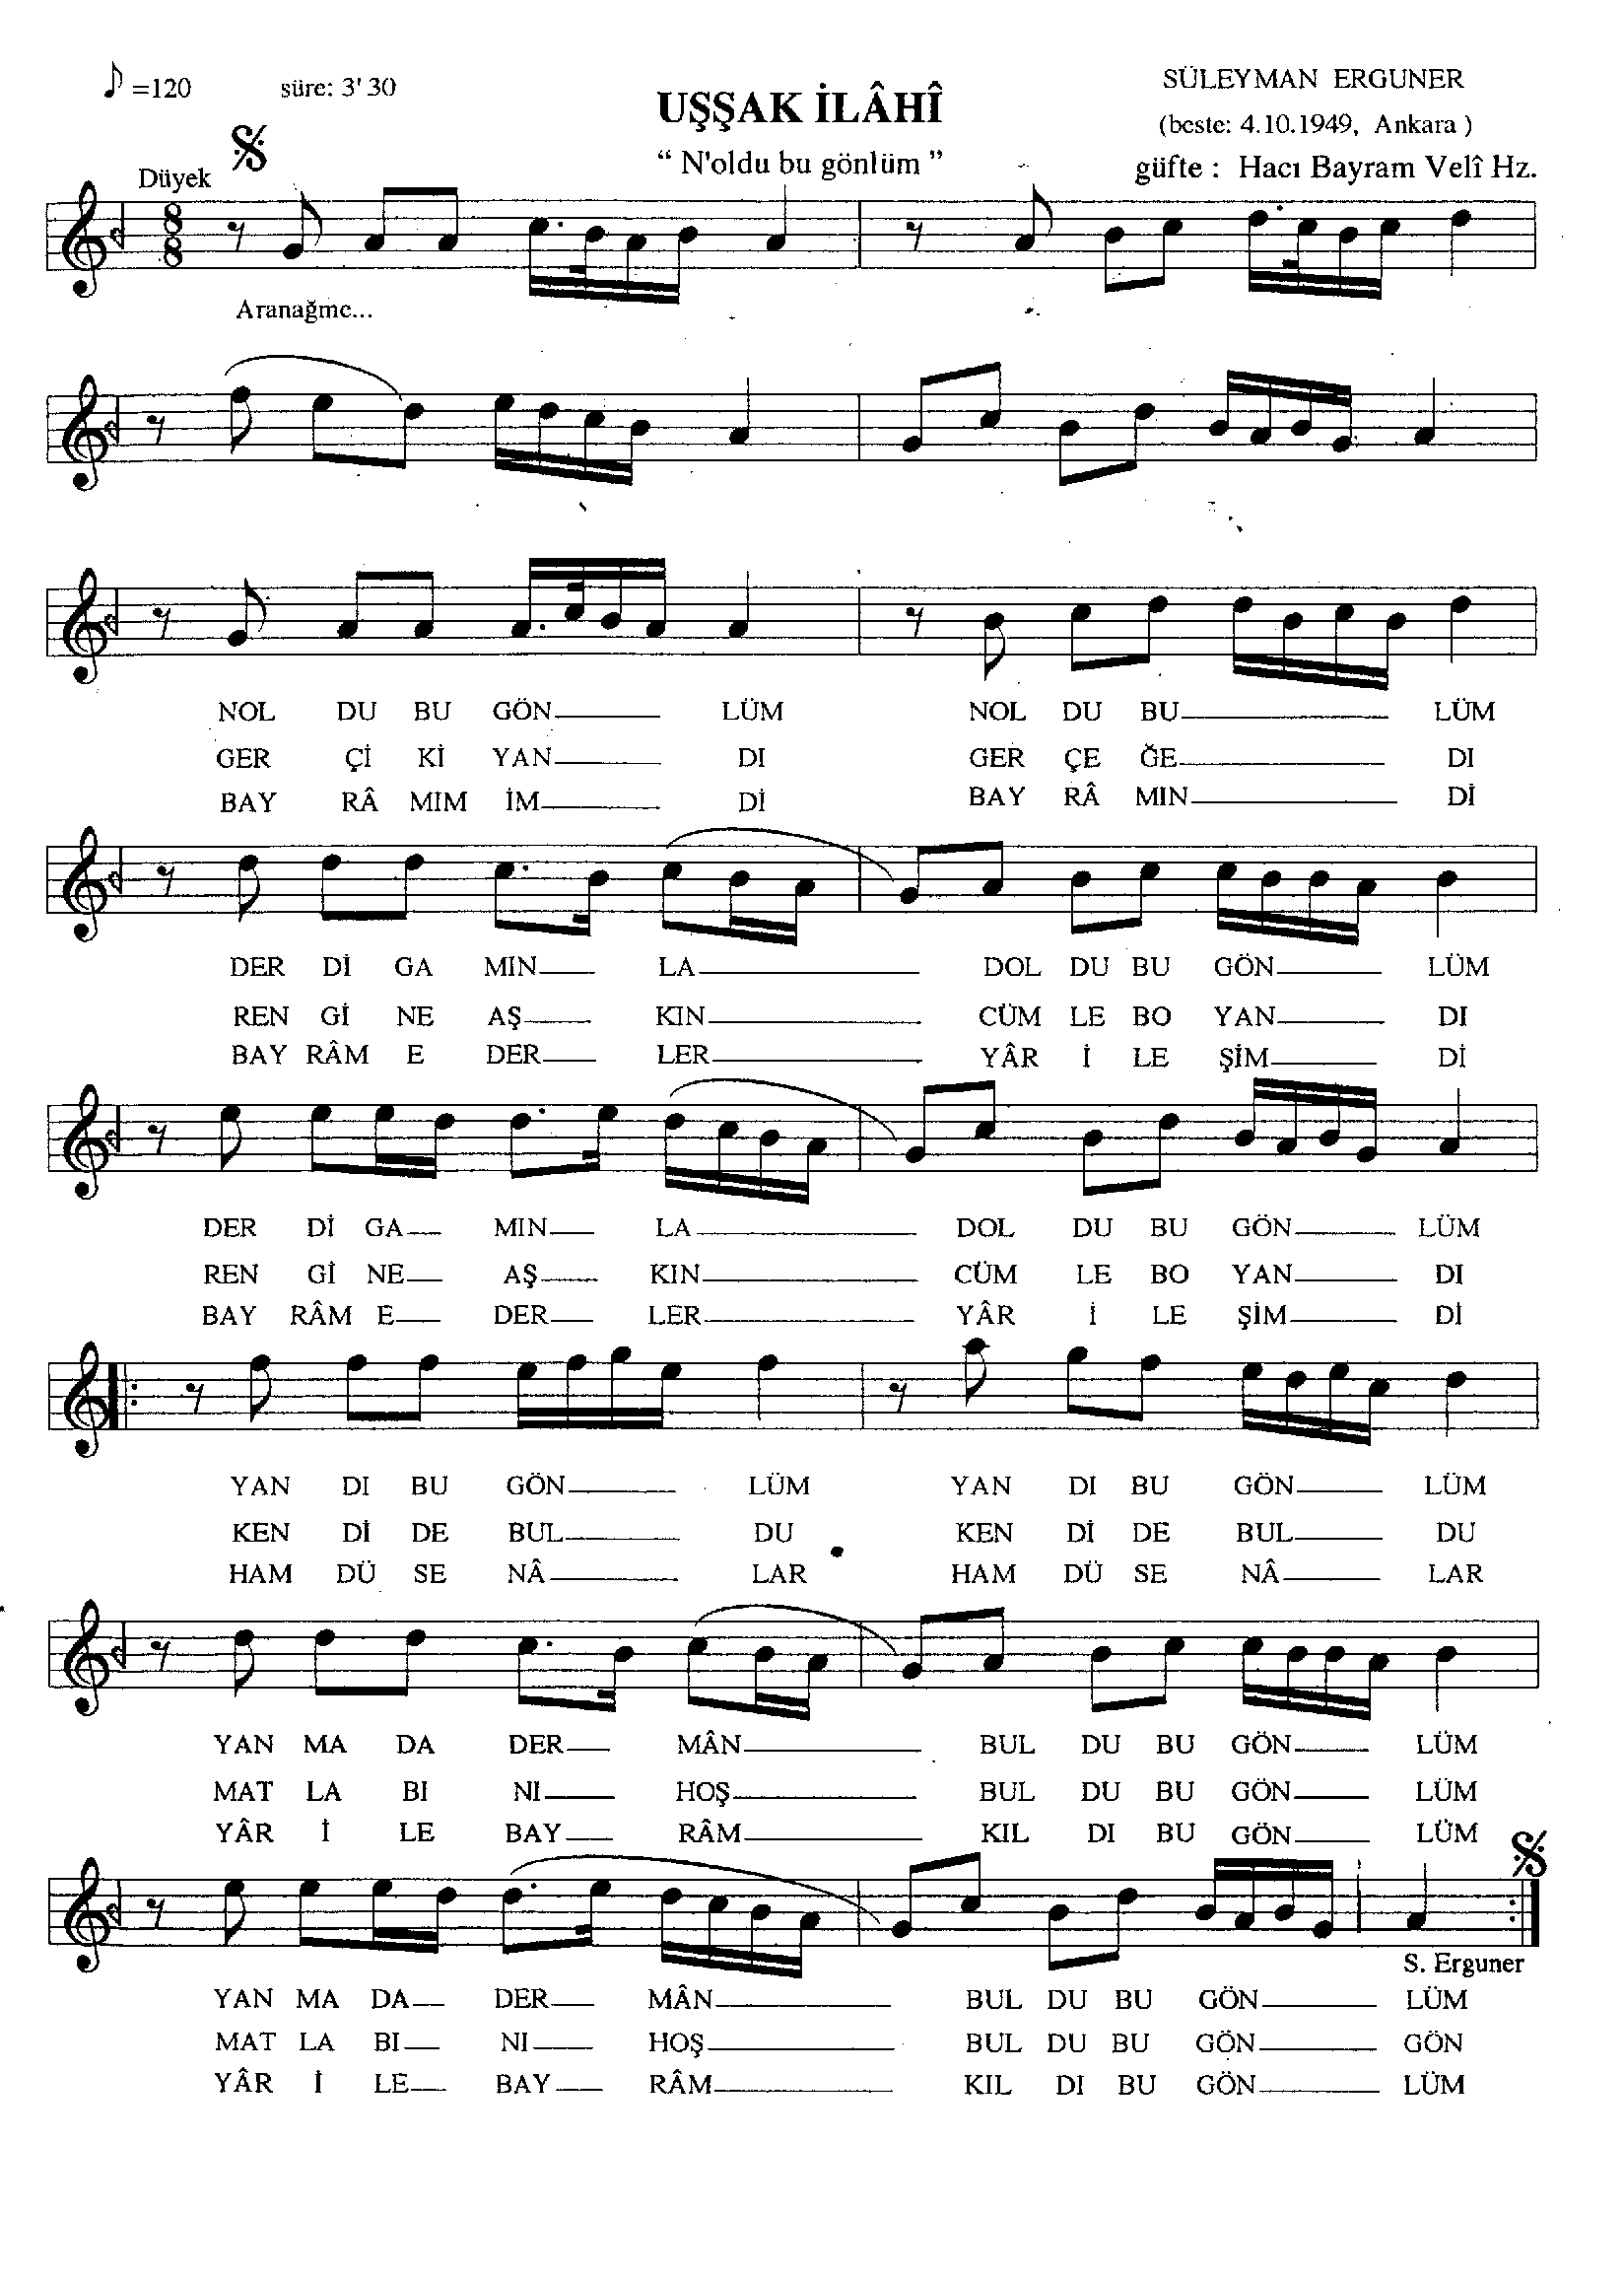 ♪=120 süre: 3' 30
UŞŞAK İLÂHÎ
SÜLEYMAN ERGUNER
(beste: 4.10.1949, Ankara )
" N'oldu bu gönlüm "
güfte : Hacı Bayram Velî Hz.
Düyek
8
8
Aranağme...
NOL DU BU GÖN LÜM NOL DU BU LÜM
GER ÇİKİ YAN DI GER ÇE ĞE DI
BAY RÂ MIM İM Dİ BAY RÂ MIN Dİ
DER Dİ GA MIN LA DOL DU BU GÖN LÜM
REN Gİ NE AŞ KIN CÜM LE BO YAN DI
BAY RÂM E DER LER YÂR İ LE ŞİM Dİ
DER Dİ GA MIN LA DOL DU BU GÖN LÜM
REN Gİ NE AŞ KIN CÜM LE BO YAN DI
BAY RÂM E DER LER YÂR İ LE ŞİM Dİ
YAN DI BU GÖN LÜM YAN DI BU GÖN LÜM
KEN Dİ DE BUL DU KEN Dİ DE BUL DU
HAM DÜ SE NÂ LAR HAM DÜ SE NÂ LAR
YAN MA DA DER MÂN BUL DU BU GÖN LÜM
MAT LA BI NI HOŞ BUL DU BU GÖN LÜM
YÂR İ LE BAY RÂM KIL DI BU GÖN LÜM
S. Erguner
YAN MA DA DER MÂN BUL DU BU GÖN LÜM
MAT LA BI NI HOŞ BUL DU BU GÖN GÖN
YÂR İ LE BAY RÂM KIL DI BU GÖN LÜM